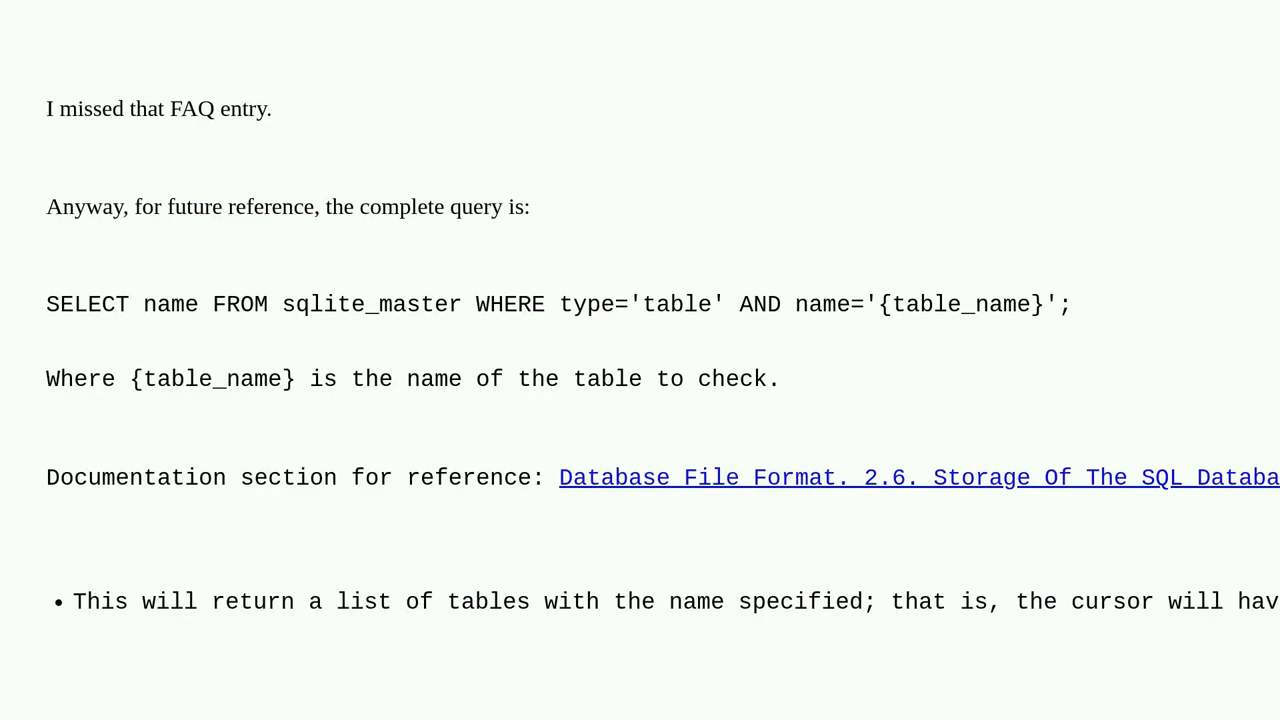 I missed that FAQ entry.
Anyway, for future reference, the complete query is:
SELECT name FROM sqlite_master WHERE type='table' AND name='{table_name}';
Where {table_name} is the name of the table to check.
Documentation section for reference: Database File Format. 2.6. Storage Of The SQL Databa
• This will return a list of tables with the name specified; that is, the cursor will hav